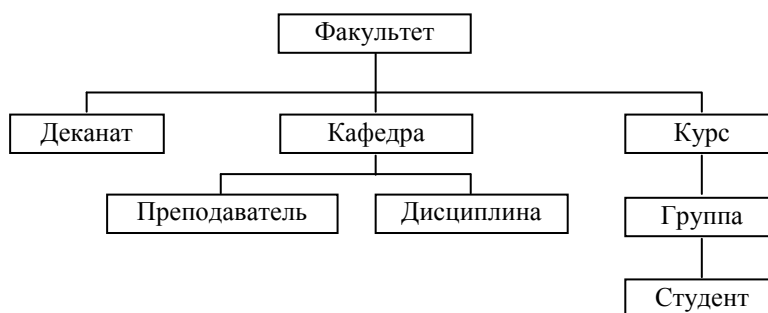 Факультет
Деканат
Кафедра
Курс
Преподаватель
Дисциплина
Группа
Студент